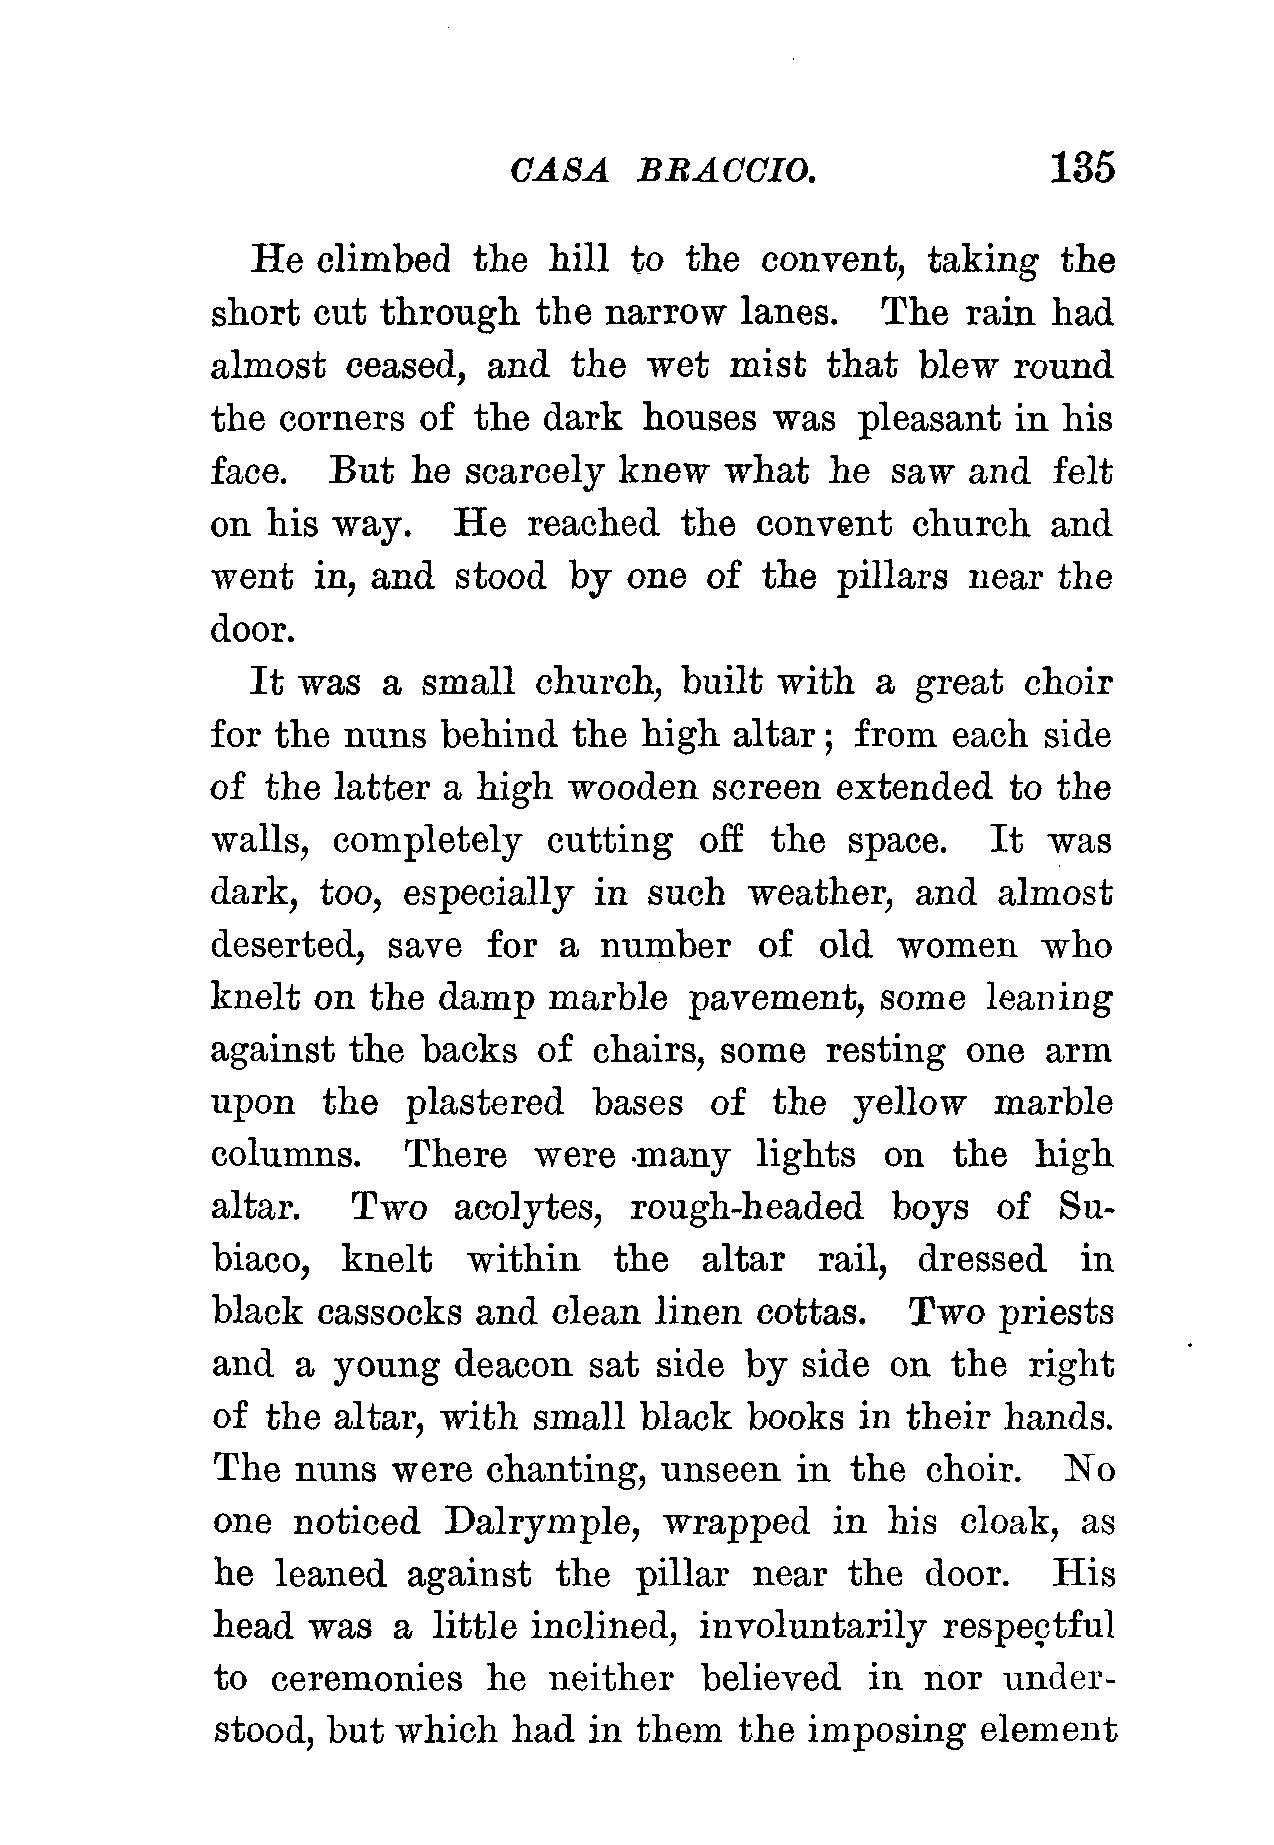 CASA BRACCIO. 135
He climbed the hill to the convent, taking the
short cut through the narrow lanes. The rain had
almost ceased, and the wet mist that blew round
the corners of the dark houses was pleasant in his
face. But he scarcely knew what he saw and felt
on his way. He reached the convent church and
went in, and stood by one of the pillars near the
door.
It was a small church, built with a great choir
for the nuns behind the high altar; from each side
of the latter a high wooden screen extended to the
walls, completely cutting off the space. It was
dark, too, especially in such weather, and almost
deserted, save for a number of old women who
knelt on the damp marble pavement, some leaning
against the backs of chairs, some resting one arm
upon the plastered bases of the yellow marble
columns. There were many lights on the high
altar. Two acolytes, rough-headed boys of Su-
biaco, knelt within the altar rail, dressed in
black cassocks and clean linen cottas. Two priests
and a young deacon sat side by side on the right
of the altar, with small black books in their hands.
The nuns were chanting, unseen in the choir. No
one noticed Dalrymple, wrapped in his cloak, as
he leaned against the pillar near the door. His
head was a little inclined, involuntarily respectful
to ceremonies he neither believed in nor under-
stood, but which had in them the imposing element